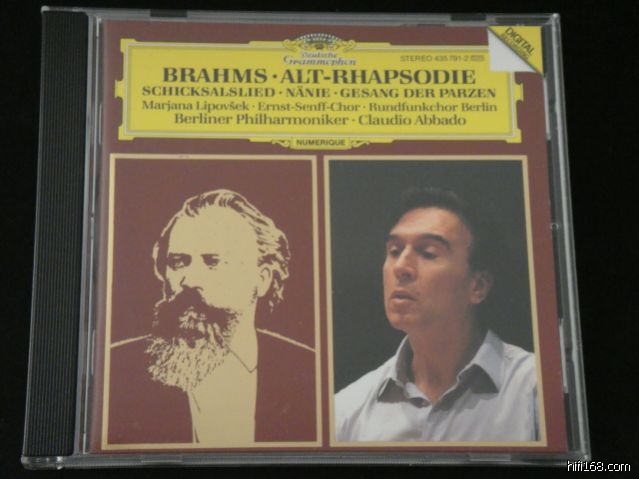 Deutsche
Grammophon
STEREO 435 791-2
DIGITAL
BRAHMS · ALT-RHAPSODIE
SCHICKSALSLIED · NÄNIE · GESANG DER PARZEN
Marjana Lipovšek · Ernst-Senff-Chor · Rundfunkchor Berlin
Berliner Philharmoniker · Claudio Abbado
NUMERIQUE
hifi168.com